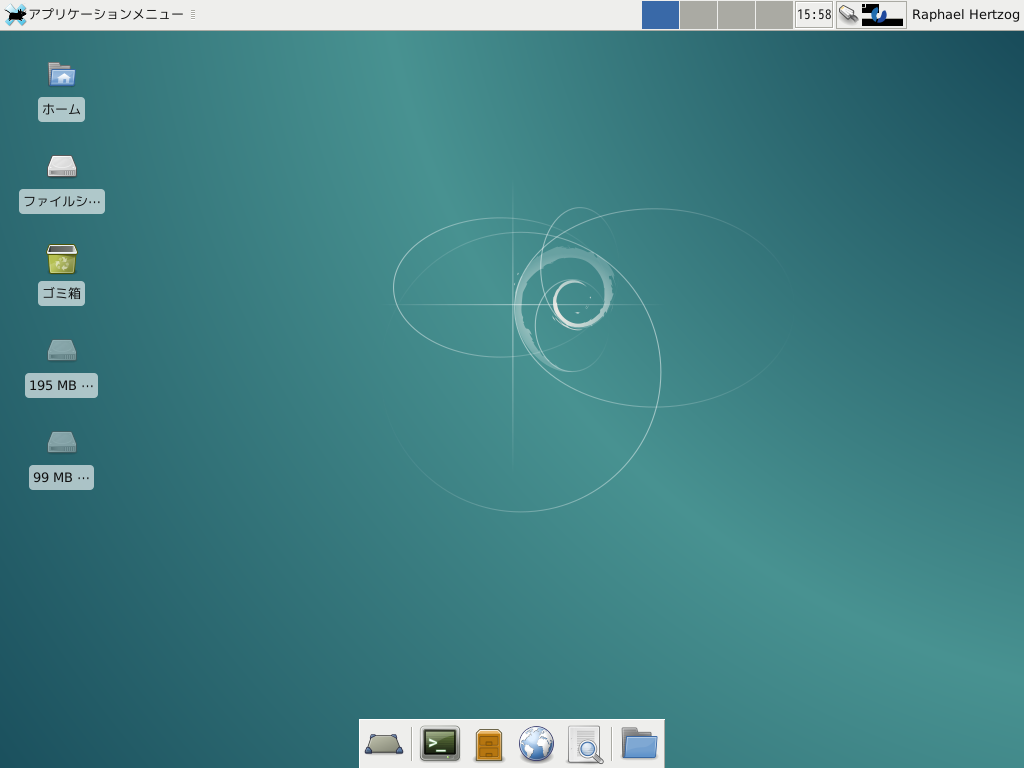 アプリケーションメニュー
15:58
Raphael Hertzog
ホーム
ファイルシ…
ゴミ箱
195 MB …
99 MB …
>_